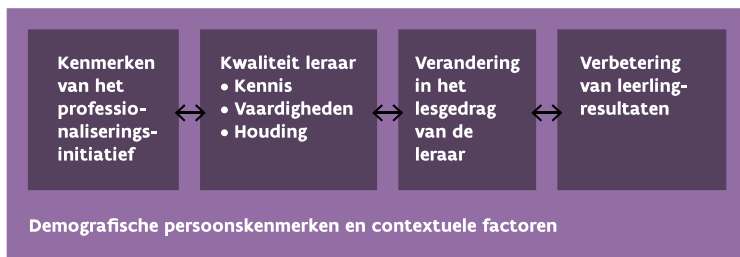 Kenmerken
van het
professio-
naliserings-
initiatief
Kwaliteit leraar
• Kennis
• Vaardigheden
• Houding
Verandering
in het
lesgedrag
van de
leraar
Verbetering
van leerling-
resultaten
Demografische persoonskenmerken en contextuele factoren